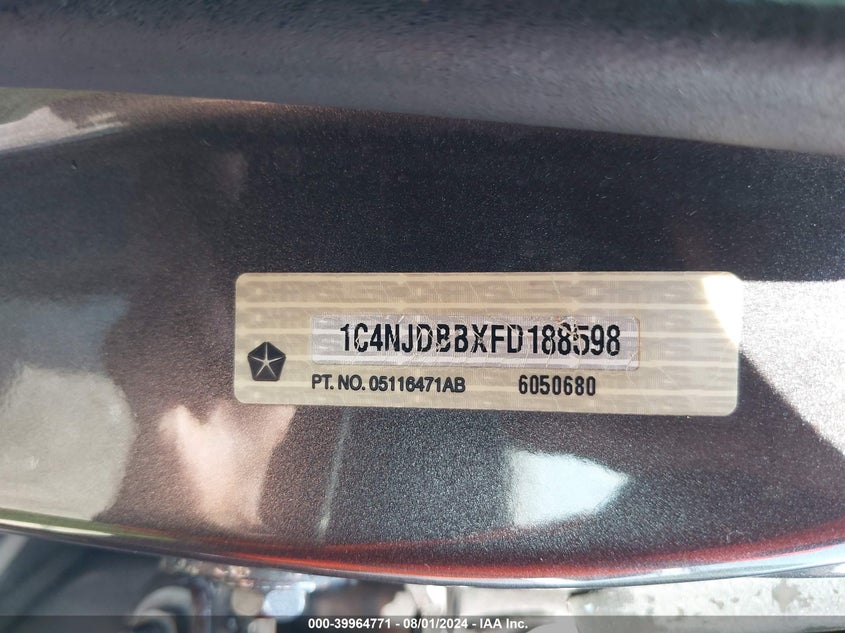 1C4NJDBBXFD188598
PT. NO. 05116471AB 6050680
000-39964771 - 08/01/2024 - IAA Inc.